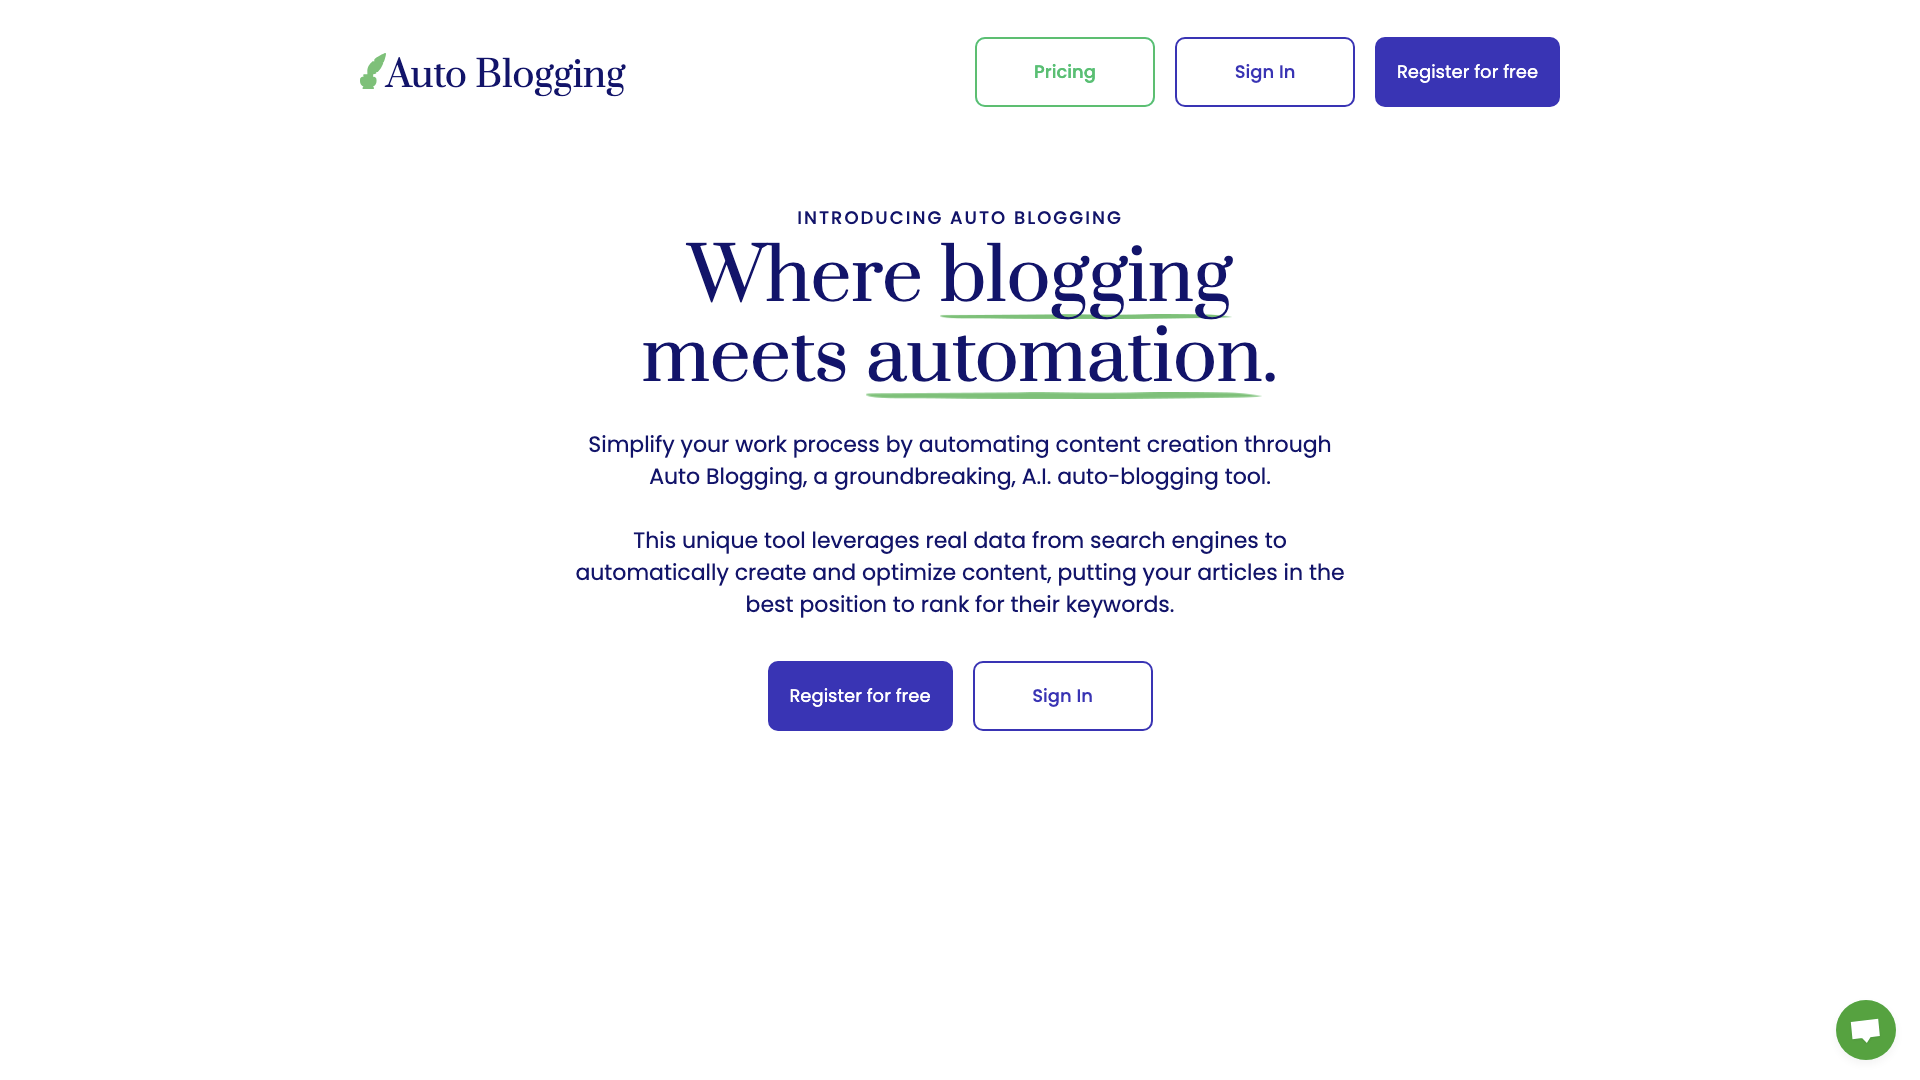 Auto Blogging
Pricing
Sign In
Register for free
INTRODUCING AUTO BLOGGING
Where blogging
meets automation.
Simplify your work process by automating content creation through
Auto Blogging, a groundbreaking, A.I. auto-blogging tool.
This unique tool leverages real data from search engines to
automatically create and optimize content, putting your articles in the
best position to rank for their keywords.
Register for free
Sign In